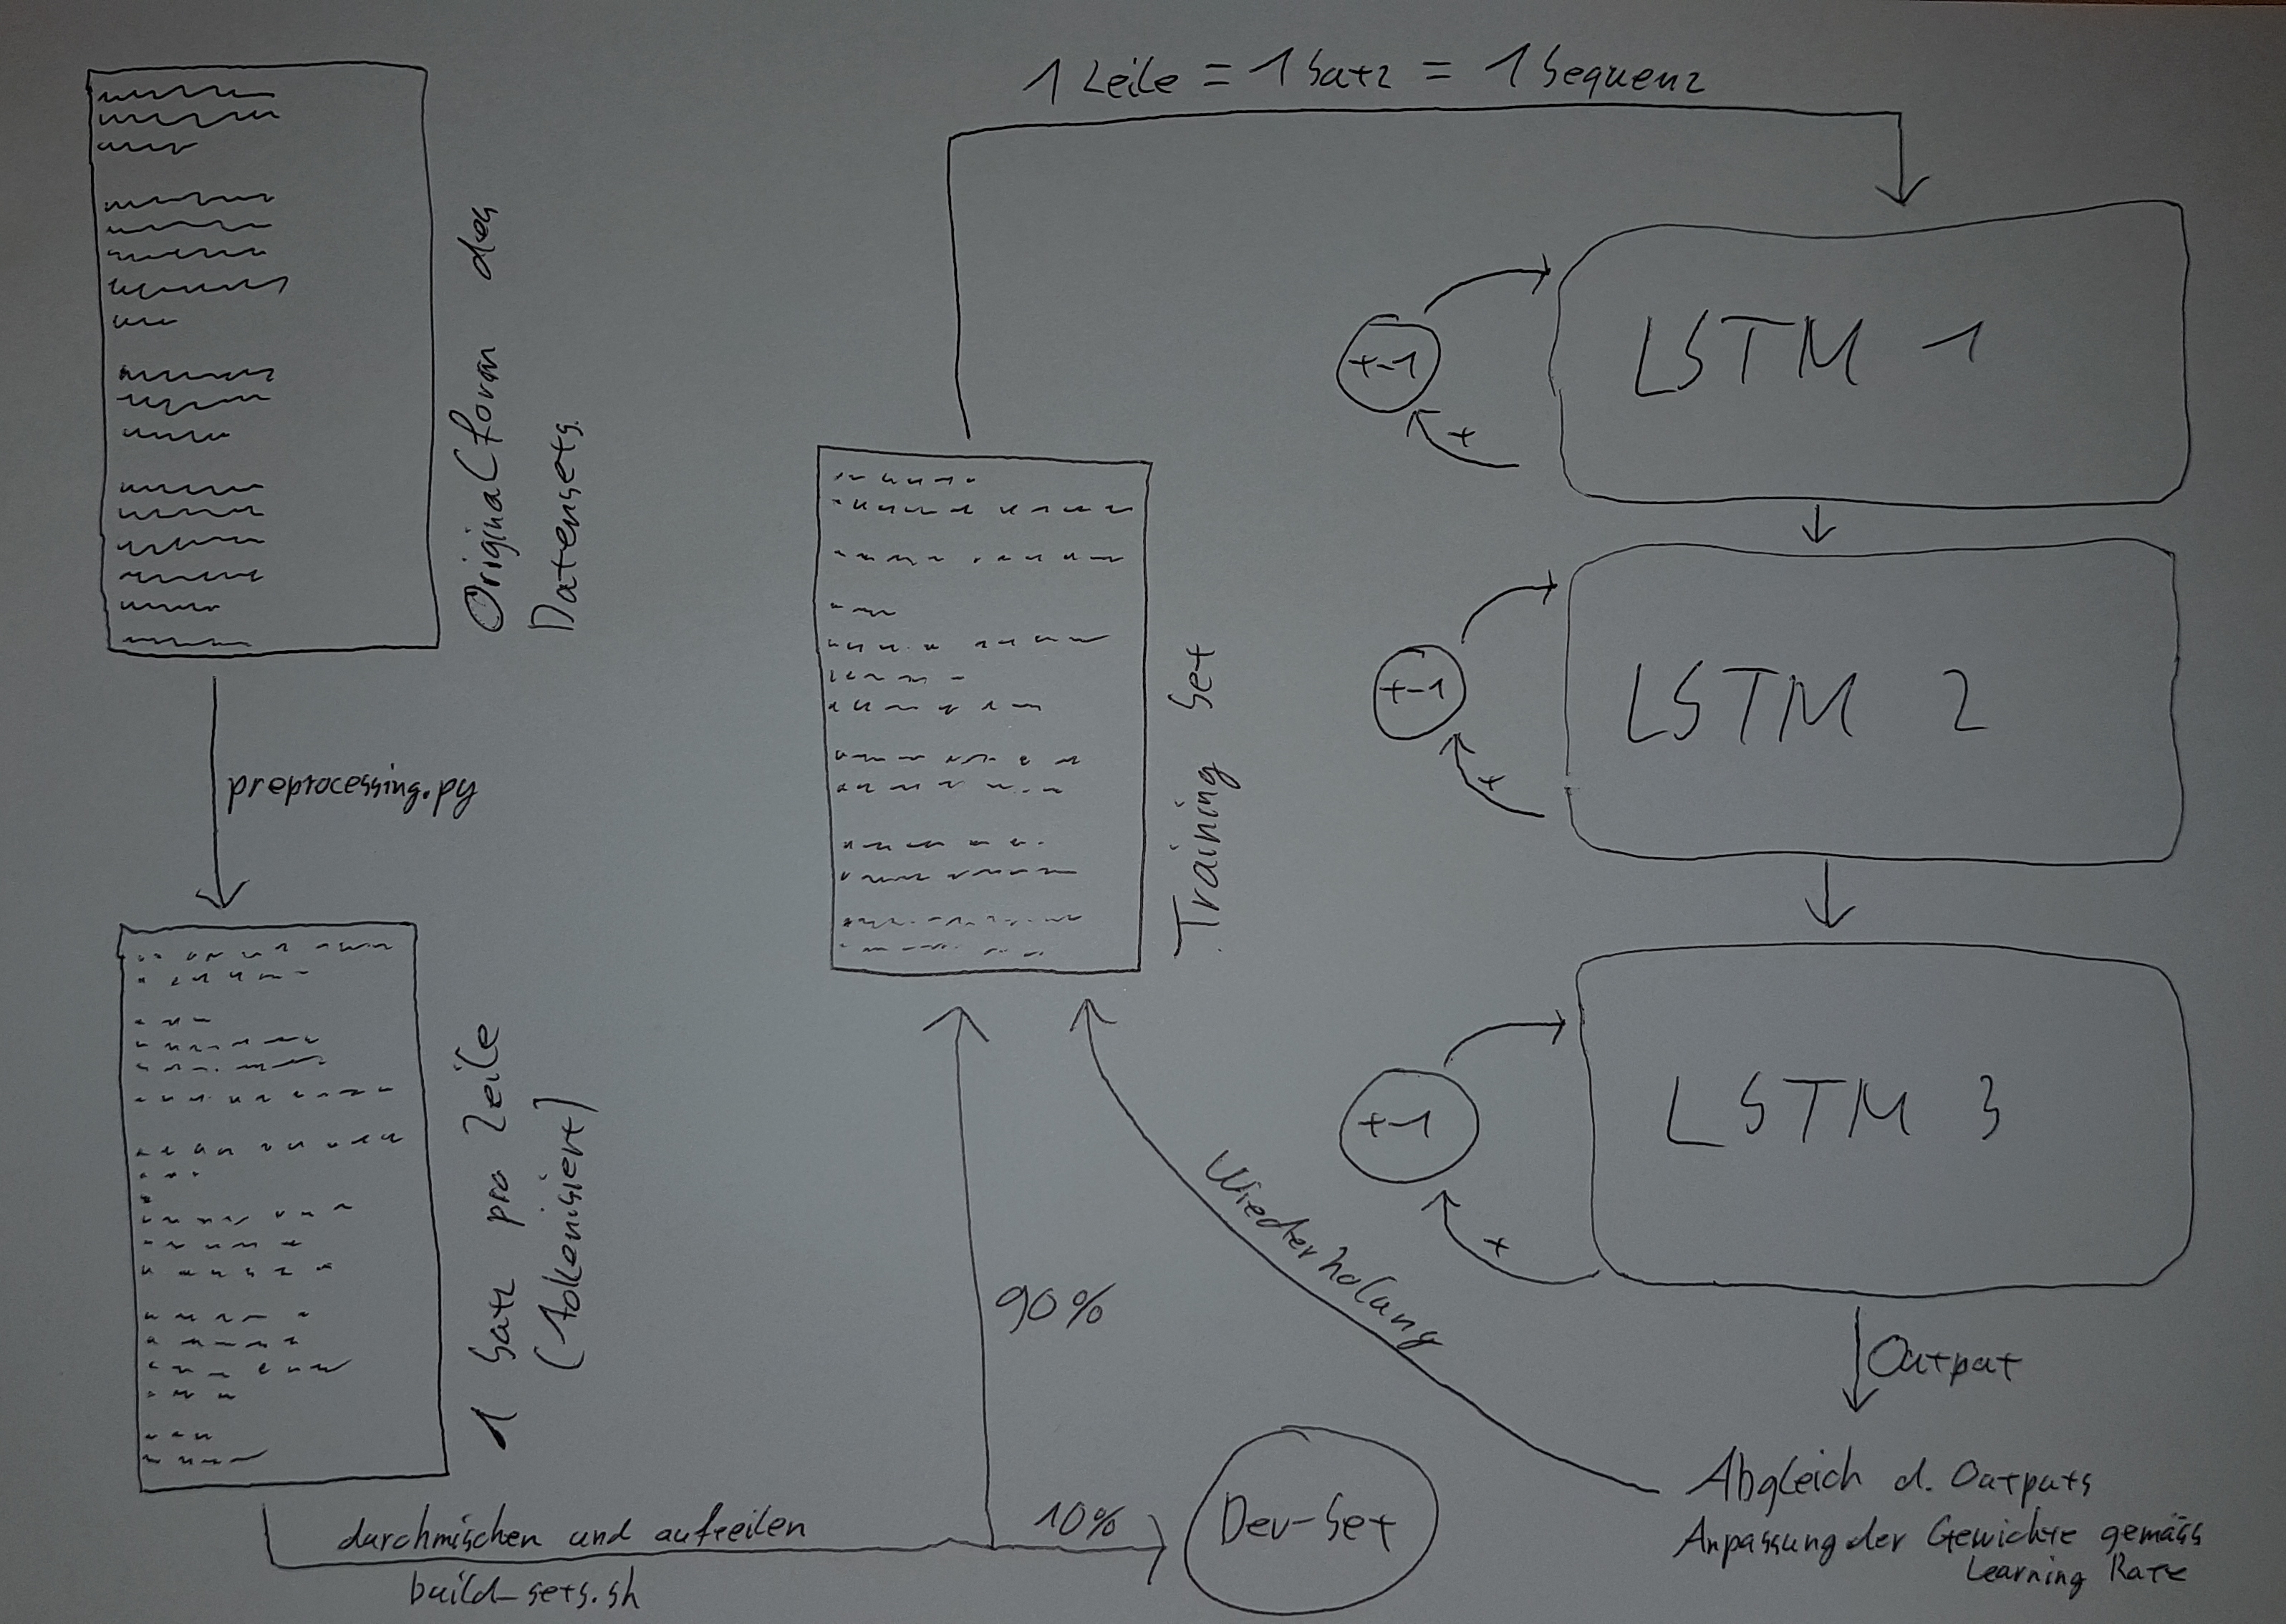 Originalform des
Datensets
preprocessing.py
1 Satz pro Zeile
(tokenisiert)
durchmischen und aufteilen
build_sets.sh
90%
10%
Dev-Set
Training Set
1 Zeile = 1 Satz = 1 Sequenz
+-1
+
LSTM 1
+-1
+
LSTM 2
+-1
+
LSTM 3
Output
Abgleich d. Outputs
Anpassung der Gewichte gemäss
Learning Rate
Wiederholung